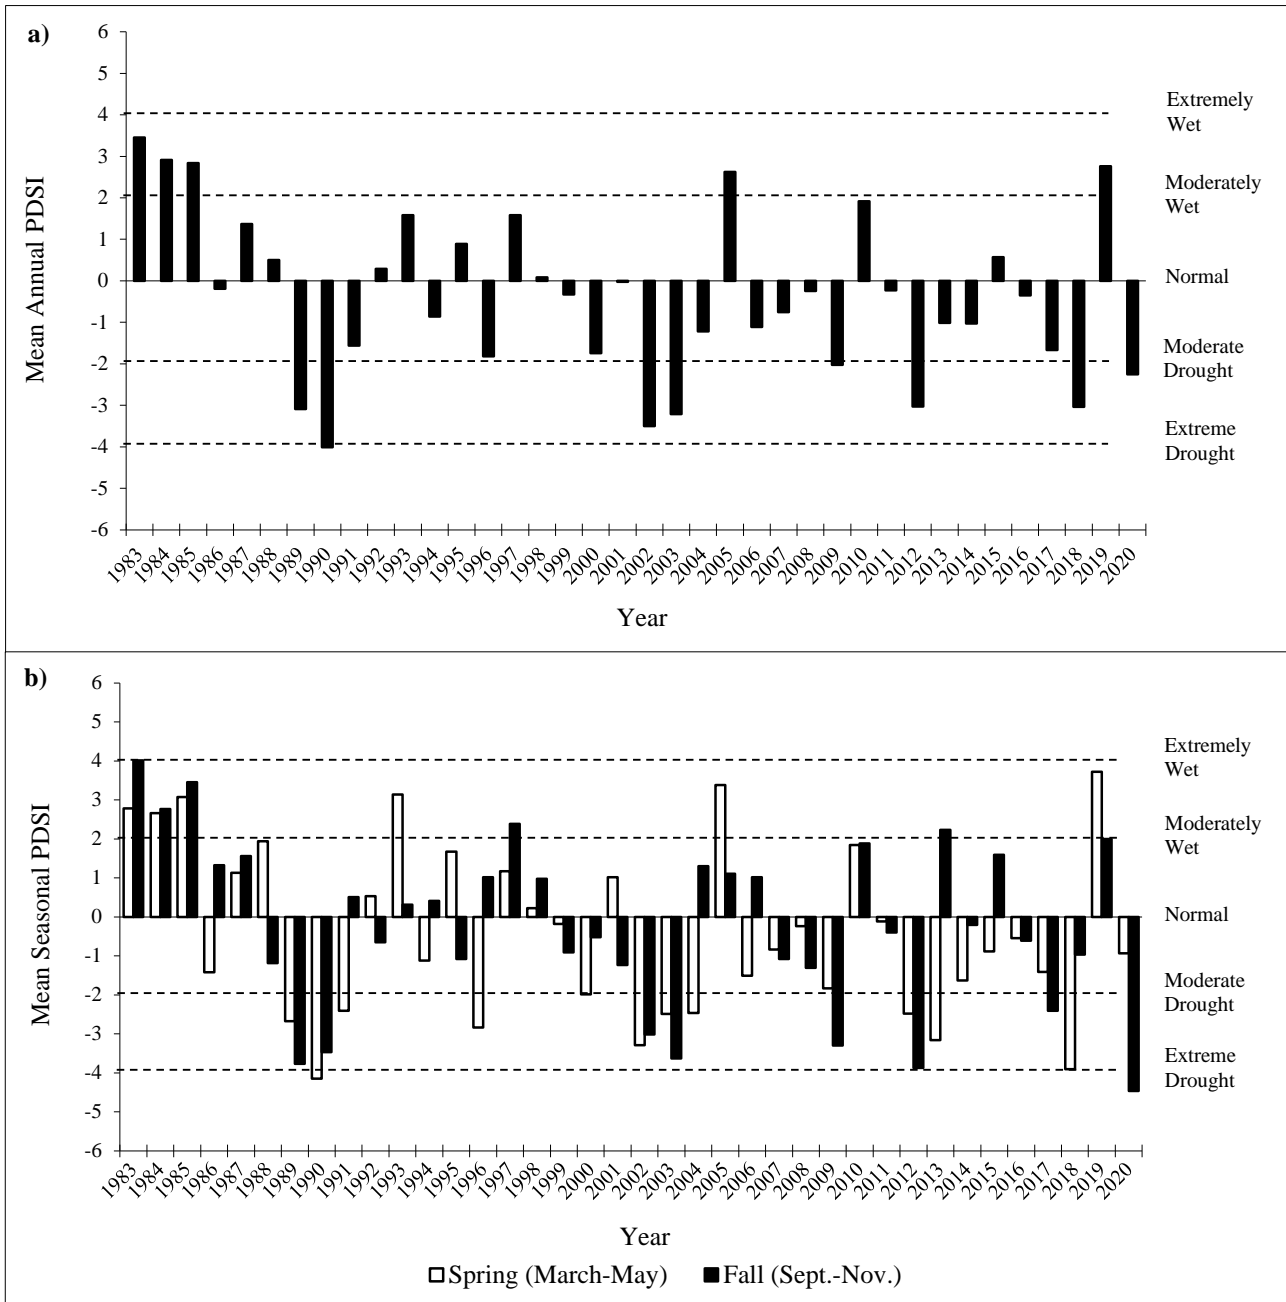 a)
6
5
4
3
2
1
0
-1
-2
-3
-4
-5
-6
Mean Annual PDSI
Extremely
Wet
Moderately
Wet
Normal
Moderate
Drought
Extreme
Drought
1983 1984 1985 1986 1987 1988 1989 1990 1991 1992 1993 1994 1995 1996 1997 1998 1999 2000 2001 2002 2003 2004 2005 2006 2007 2008 2009 2010 2011 2012 2013 2014 2015 2016 2017 2018 2019 2020
Year
b)
6
5
4
3
2
1
0
-1
-2
-3
-4
-5
-6
Mean Seasonal PDSI
Extremely
Wet
Moderately
Wet
Normal
Moderate
Drought
Extreme
Drought
1983 1984 1985 1986 1987 1988 1989 1990 1991 1992 1993 1994 1995 1996 1997 1998 1999 2000 2001 2002 2003 2004 2005 2006 2007 2008 2009 2010 2011 2012 2013 2014 2015 2016 2017 2018 2019 2020
Year
Spring (March-May) Fall (Sept.-Nov.)